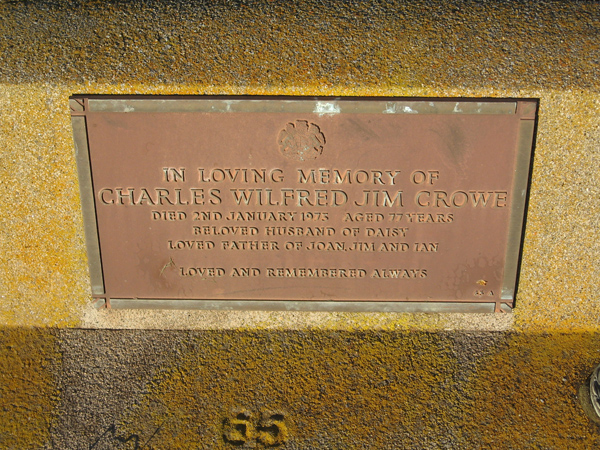 IN LOVING MEMORY OF
CHARLES WILFRED JIM CROWE
DIED 2ND JANUARY 1975 AGED 77 YEARS
BELOVED HUSBAND OF DAISY
LOVED FATHER OF JOAN, JIM AND IAN
LOVED AND REMEMBERED ALWAYS
65